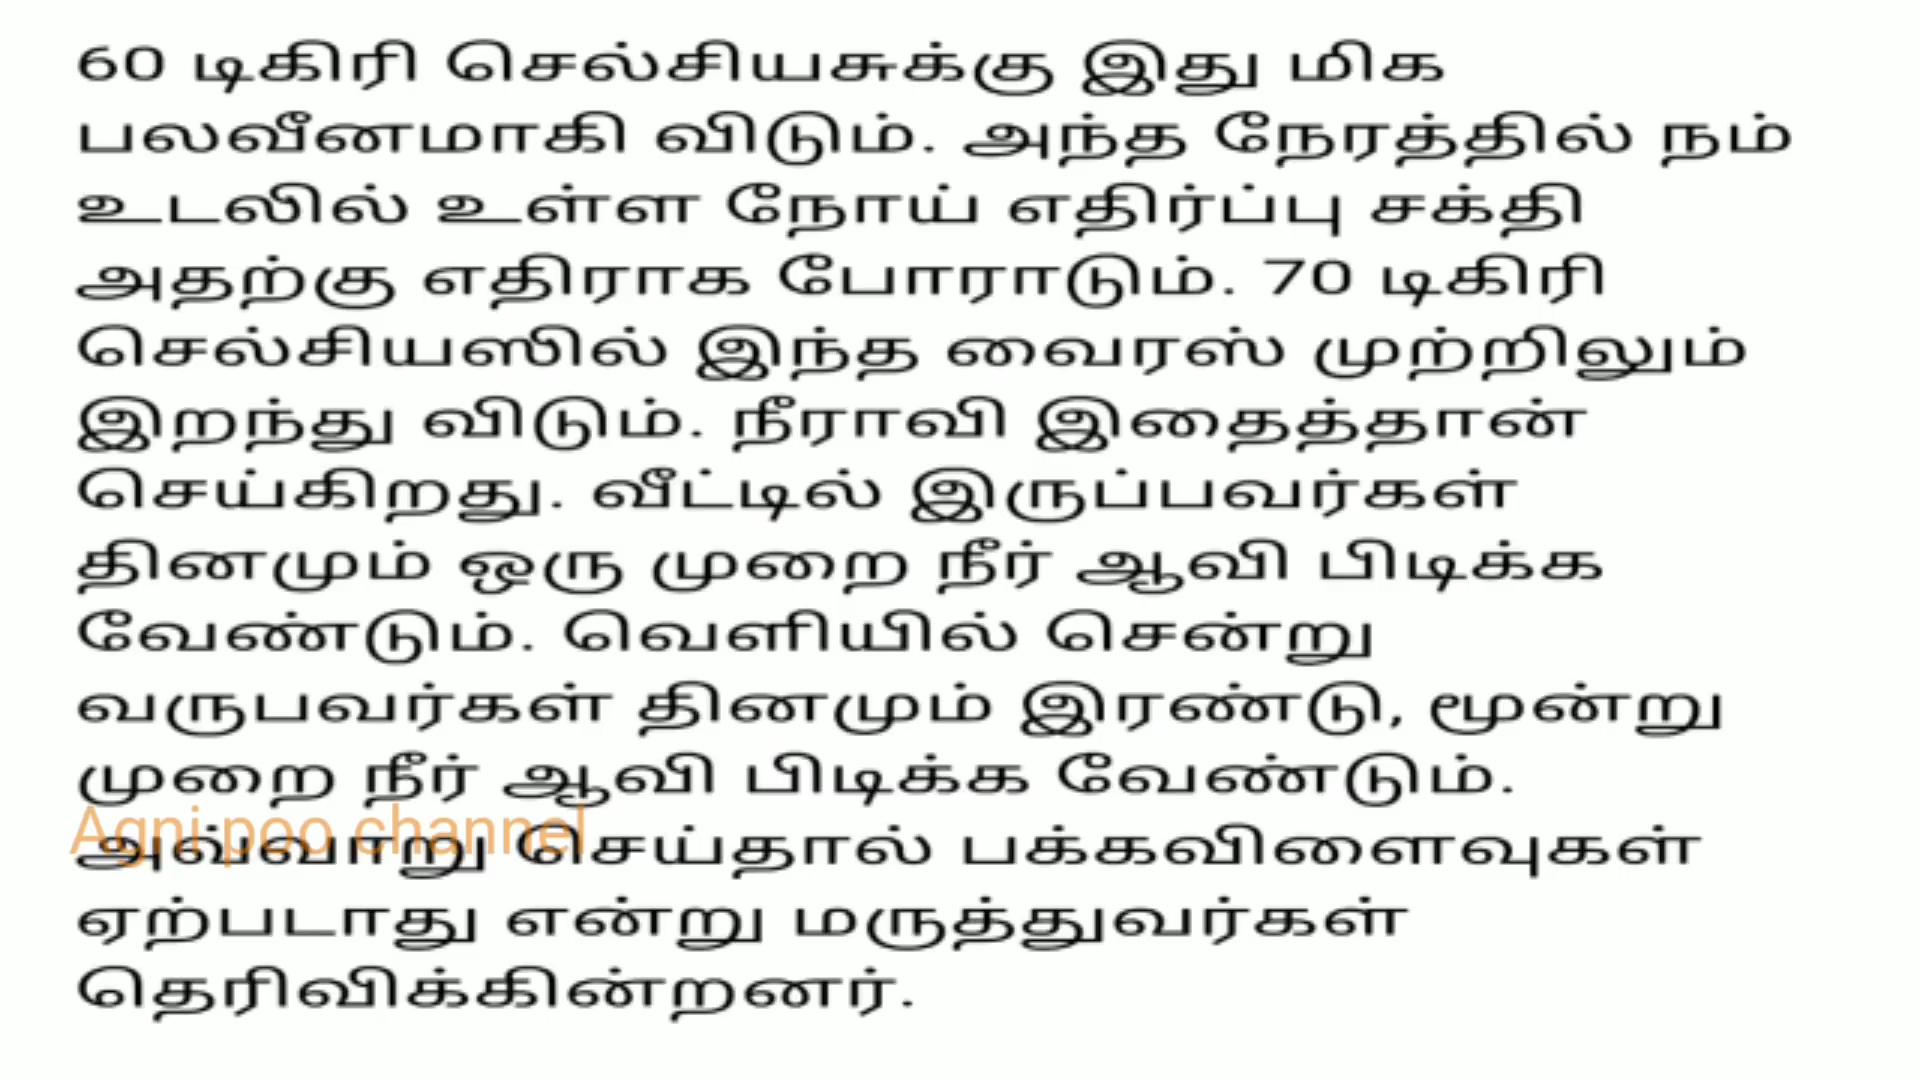 60 டிகிரி செல்சியசுக்கு இது மிக
பலவீனமாகி விடும். அந்த நேரத்தில் நம்
உடலில் உள்ள நோய் எதிர்ப்பு சக்தி
அதற்கு எதிராக போராடும். 70 டிகிரி
செல்சியஸில் இந்த வைரஸ் முற்றிலும்
இறந்து விடும். நீராவி இதைத்தான்
செய்கிறது. வீட்டில் இருப்பவர்கள்
தினமும் ஒரு முறை நீர் ஆவி பிடிக்க
வேண்டும். வெளியில் சென்று
வருபவர்கள் தினமும் இரண்டு, மூன்று
முறை நீர் ஆவி பிடிக்க வேண்டும்.
Agni poo channel
அவ்வாறு செய்தால் பக்கவிளைவுகள்
ஏற்படாது என்று மருத்துவர்கள்
தெரிவிக்கின்றனர்.